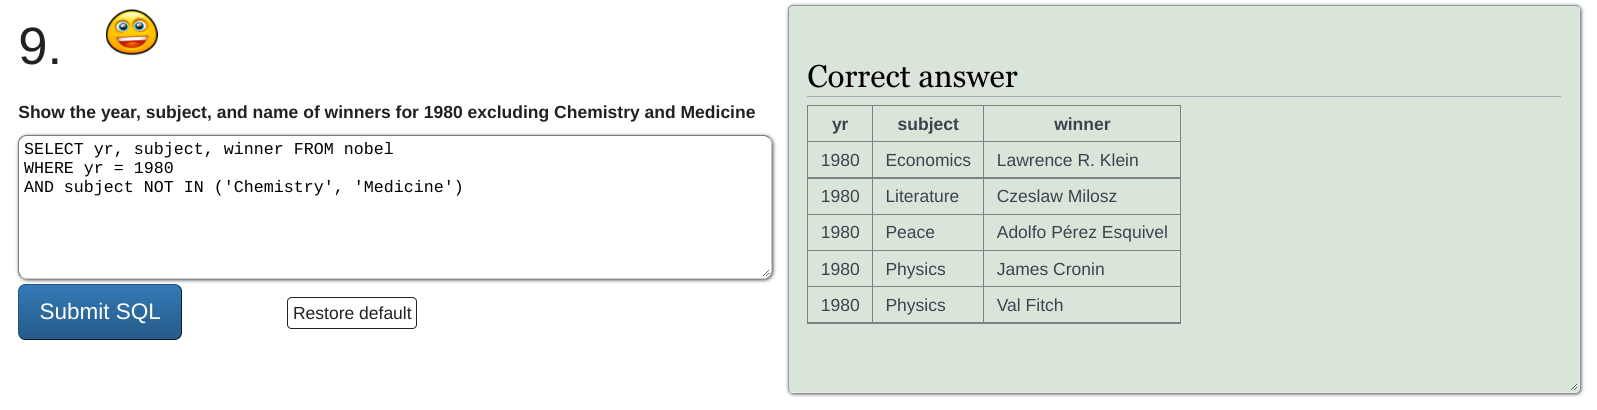 9.
Show the year, subject, and name of winners for 1980 excluding Chemistry and Medicine
SELECT yr, subject, winner FROM nobel
WHERE yr = 1980
AND subject NOT IN ('Chemistry', 'Medicine')
Submit SQL
Restore default
Correct answer
yr subject winner
1980 Economics Lawrence R. Klein
1980 Literature Czeslaw Milosz
1980 Peace Adolfo Pérez Esquivel
1980 Physics James Cronin
1980 Physics Val Fitch